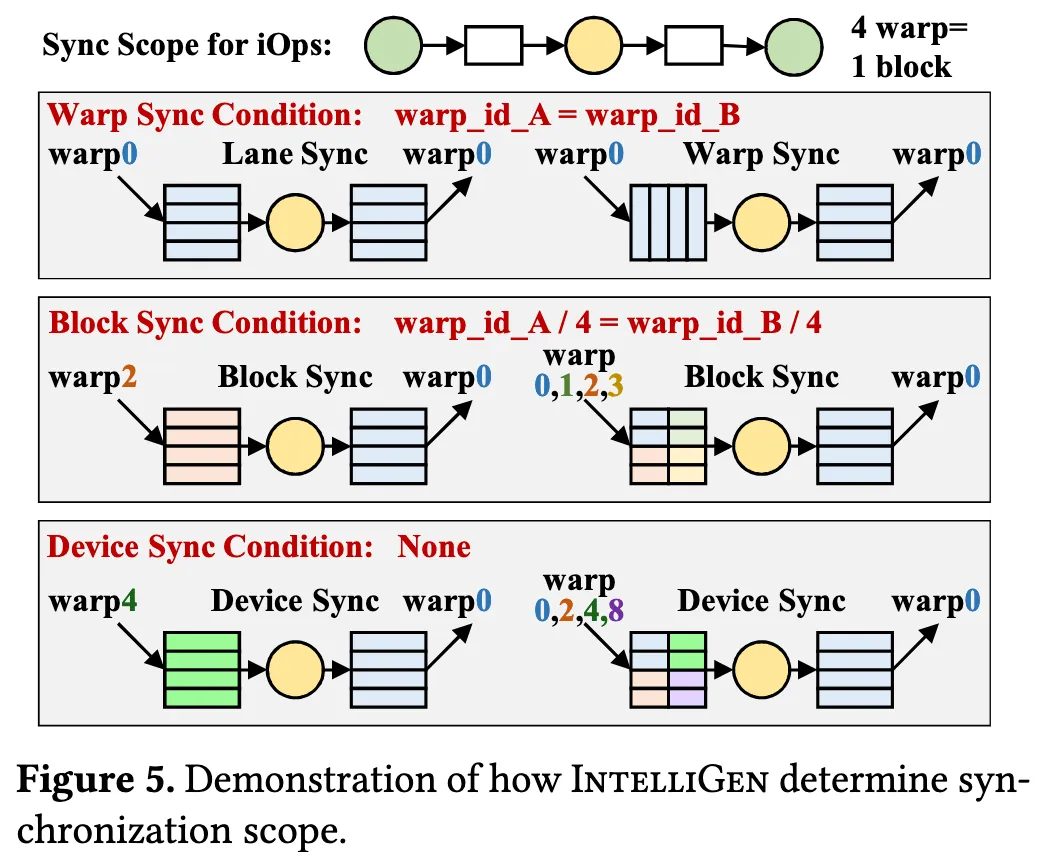 Sync Scope for iOps:
4 warp=
1 block
Warp Sync Condition: warp_id_A = warp_id_B
warp0 Lane Sync warp0 warp0 Warp Sync warp0
Block Sync Condition: warp_id_A / 4 = warp_id_B / 4
warp2 Block Sync warp0
warp
0,1,2,3 Block Sync warp0
Device Sync Condition: None
warp4 Device Sync warp0
warp
0,2,4,8 Device Sync warp0
Figure 5. Demonstration of how INTELLIGEN determine syn-
chronization scope.